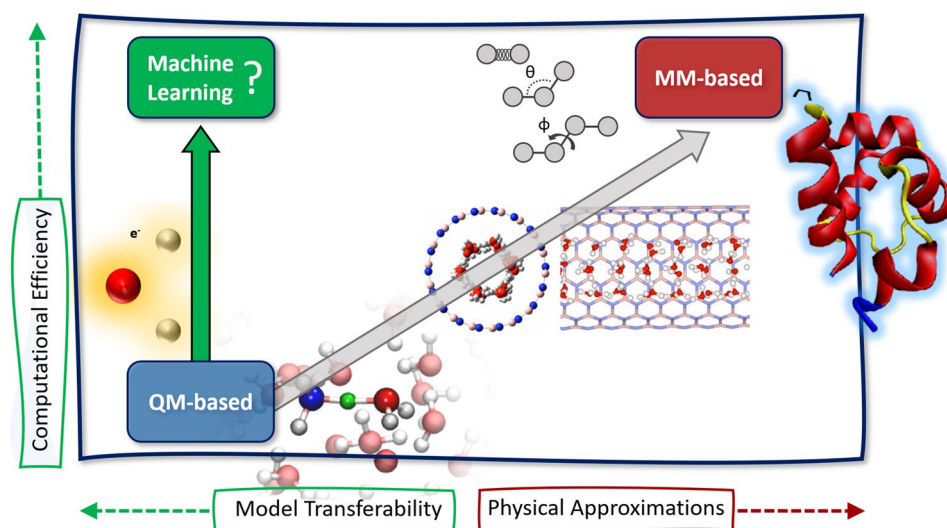 Machine
Learning ?
MM-based
θ
ϕ
e-
QM-based
Computational Efficiency
Model Transferability
Physical Approximations